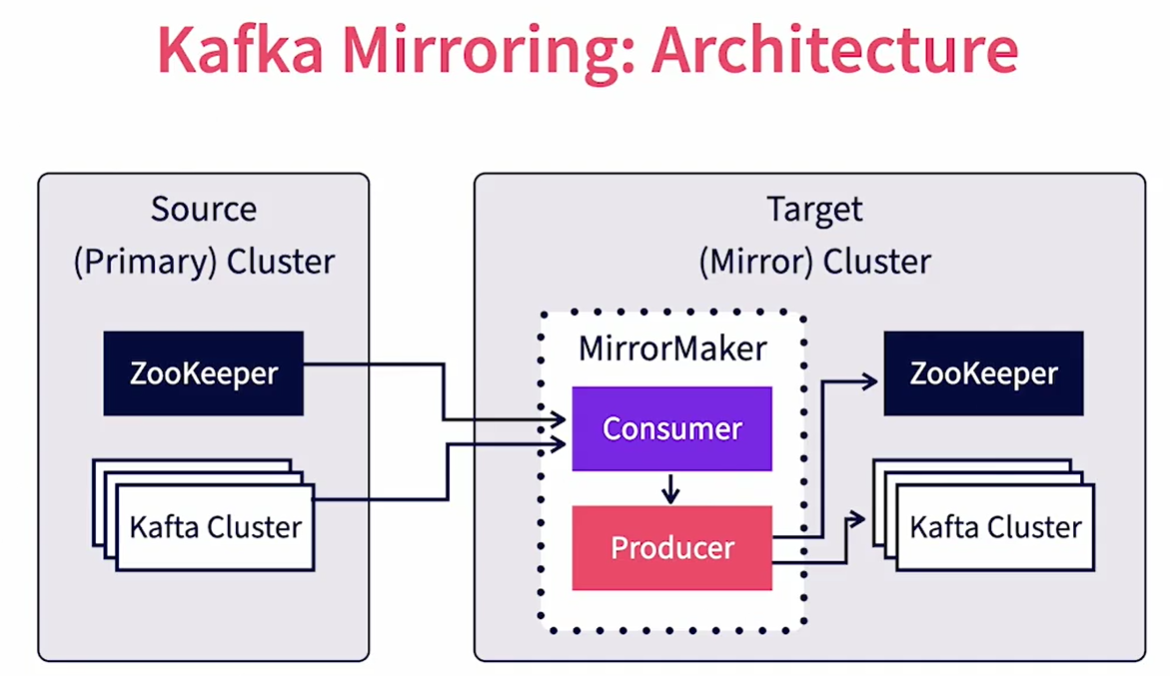 Kafka Mirroring: Architecture
Source
(Primary) Cluster
ZooKeeper
Kafta Cluster
Target
(Mirror) Cluster
MirrorMaker
Consumer
Producer
ZooKeeper
Kafta Cluster